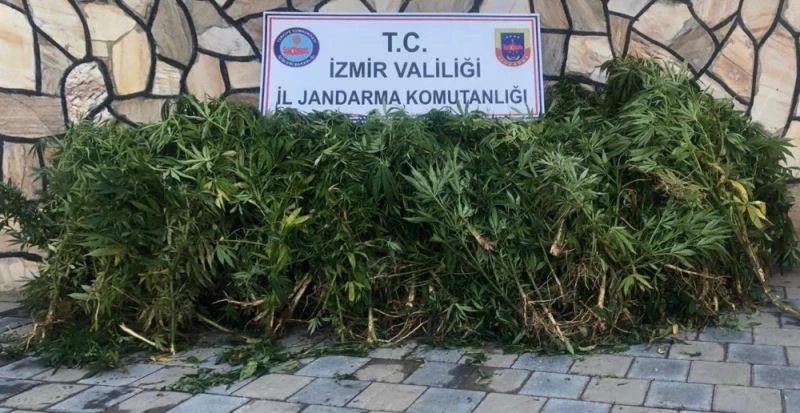 T.C.
İZMİR VALİLİĞİ
İL JANDARMA KOMUTANLIĞI